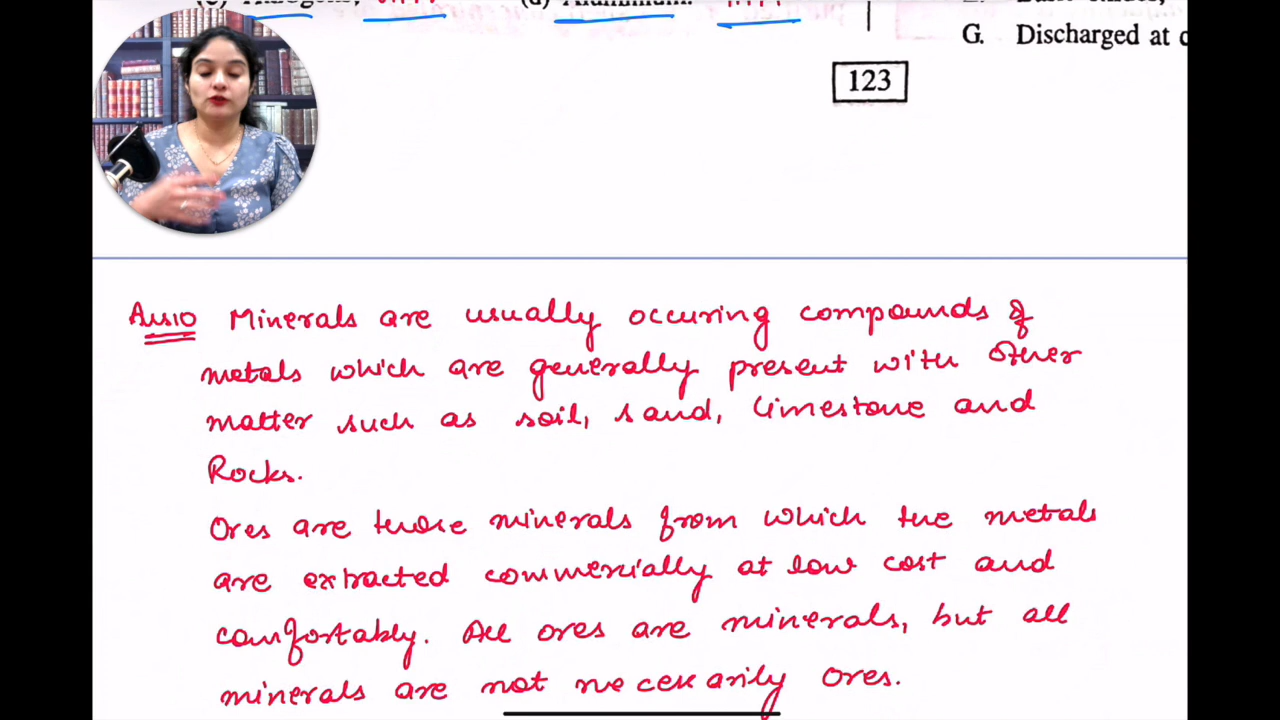 G. Discharged at c
123
Ans10 Minerals are usually occuring compounds of
metals which are generally present with other
matter such as soil, sand, limestone and
Rocks.
Ores are those minerals from which the metals
are extracted commercially at low cost and
comfortably. All ores are minerals, but all
minerals are not necessarily ores.